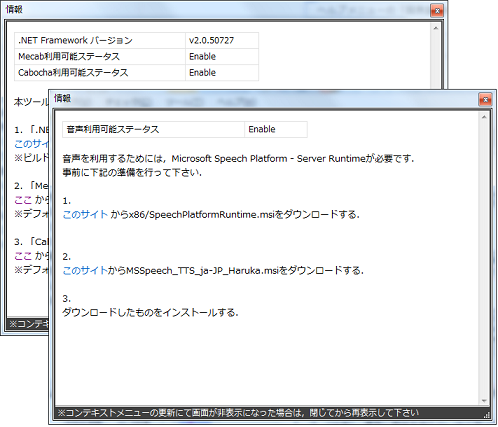 情報
.NET Framework バージョン v2.0.50727
Mecab利用可能ステータス Enable
Cabocha利用可能ステータス Enable
本ツール
1. 「.NE
このサイ
※ビルド
2. 「Me
ここ から
※デフォ
3. 「Cab
ここ から
※デフォ
※コンテキ
情報
音声利用可能ステータス Enable
音声を利用するためには，Microsoft Speech Platform - Server Runtimeが必要です.
事前に下記の準備を行って下さい.
1.
このサイト からx86/SpeechPlatformRuntime.msiをダウンロードする.
2.
このサイトからMSSpeech_TTS_ja-JP_Haruka.msiをダウンロードする.
3.
ダウンロードしたものをインストールする.
※コンテキストメニューの更新にて画面が非表示になった場合は，閉じてから再表示して下さい